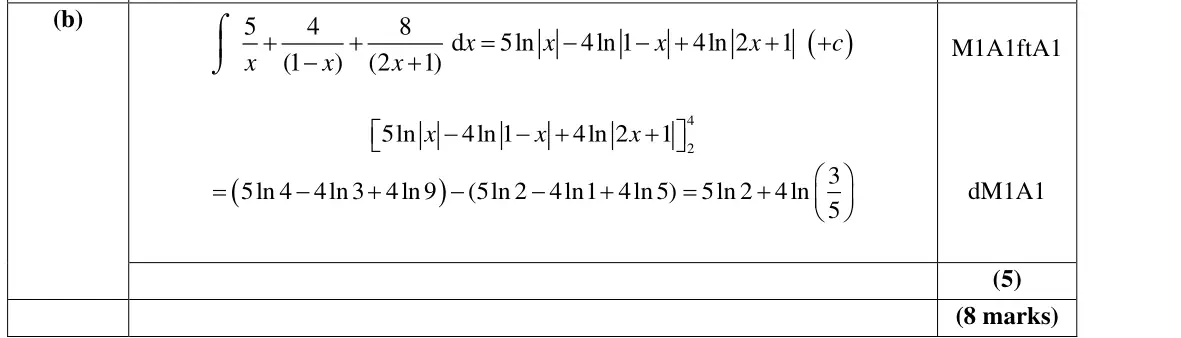 (b)
∫ 5/x + 4/(1−x) + 8/(2x+1) dx = 5ln|x| − 4ln|1−x| + 4ln|2x+1| (+c) M1A1ftA1
[5ln|x| − 4ln|1−x| + 4ln|2x+1|]₂⁴
= (5ln4 − 4ln3 + 4ln9) − (5ln2 − 4ln1 + 4ln5) = 5ln2 + 4ln(3/5) dM1A1
(5)
(8 marks)